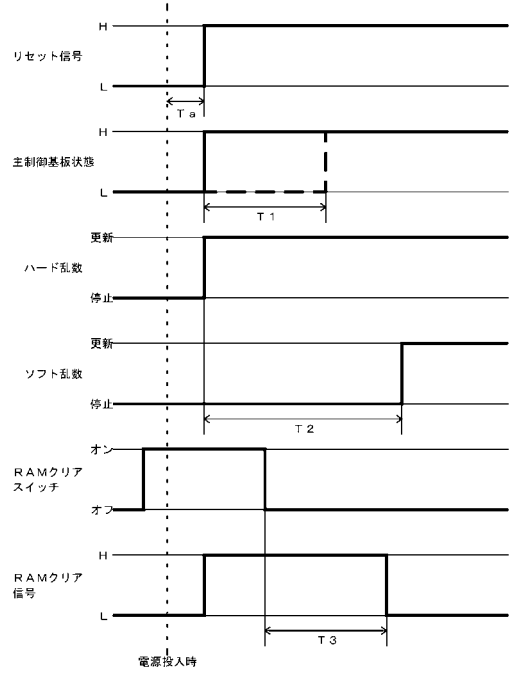 H
リセット信号
L
Ta
H
主制御基板状態
L
T1
更新
ハード乱数
停止
更新
ソフト乱数
停止
T2
オン
RAMクリア
スイッチ
オフ
H
RAMクリア
信号
L
T3
電源投入時